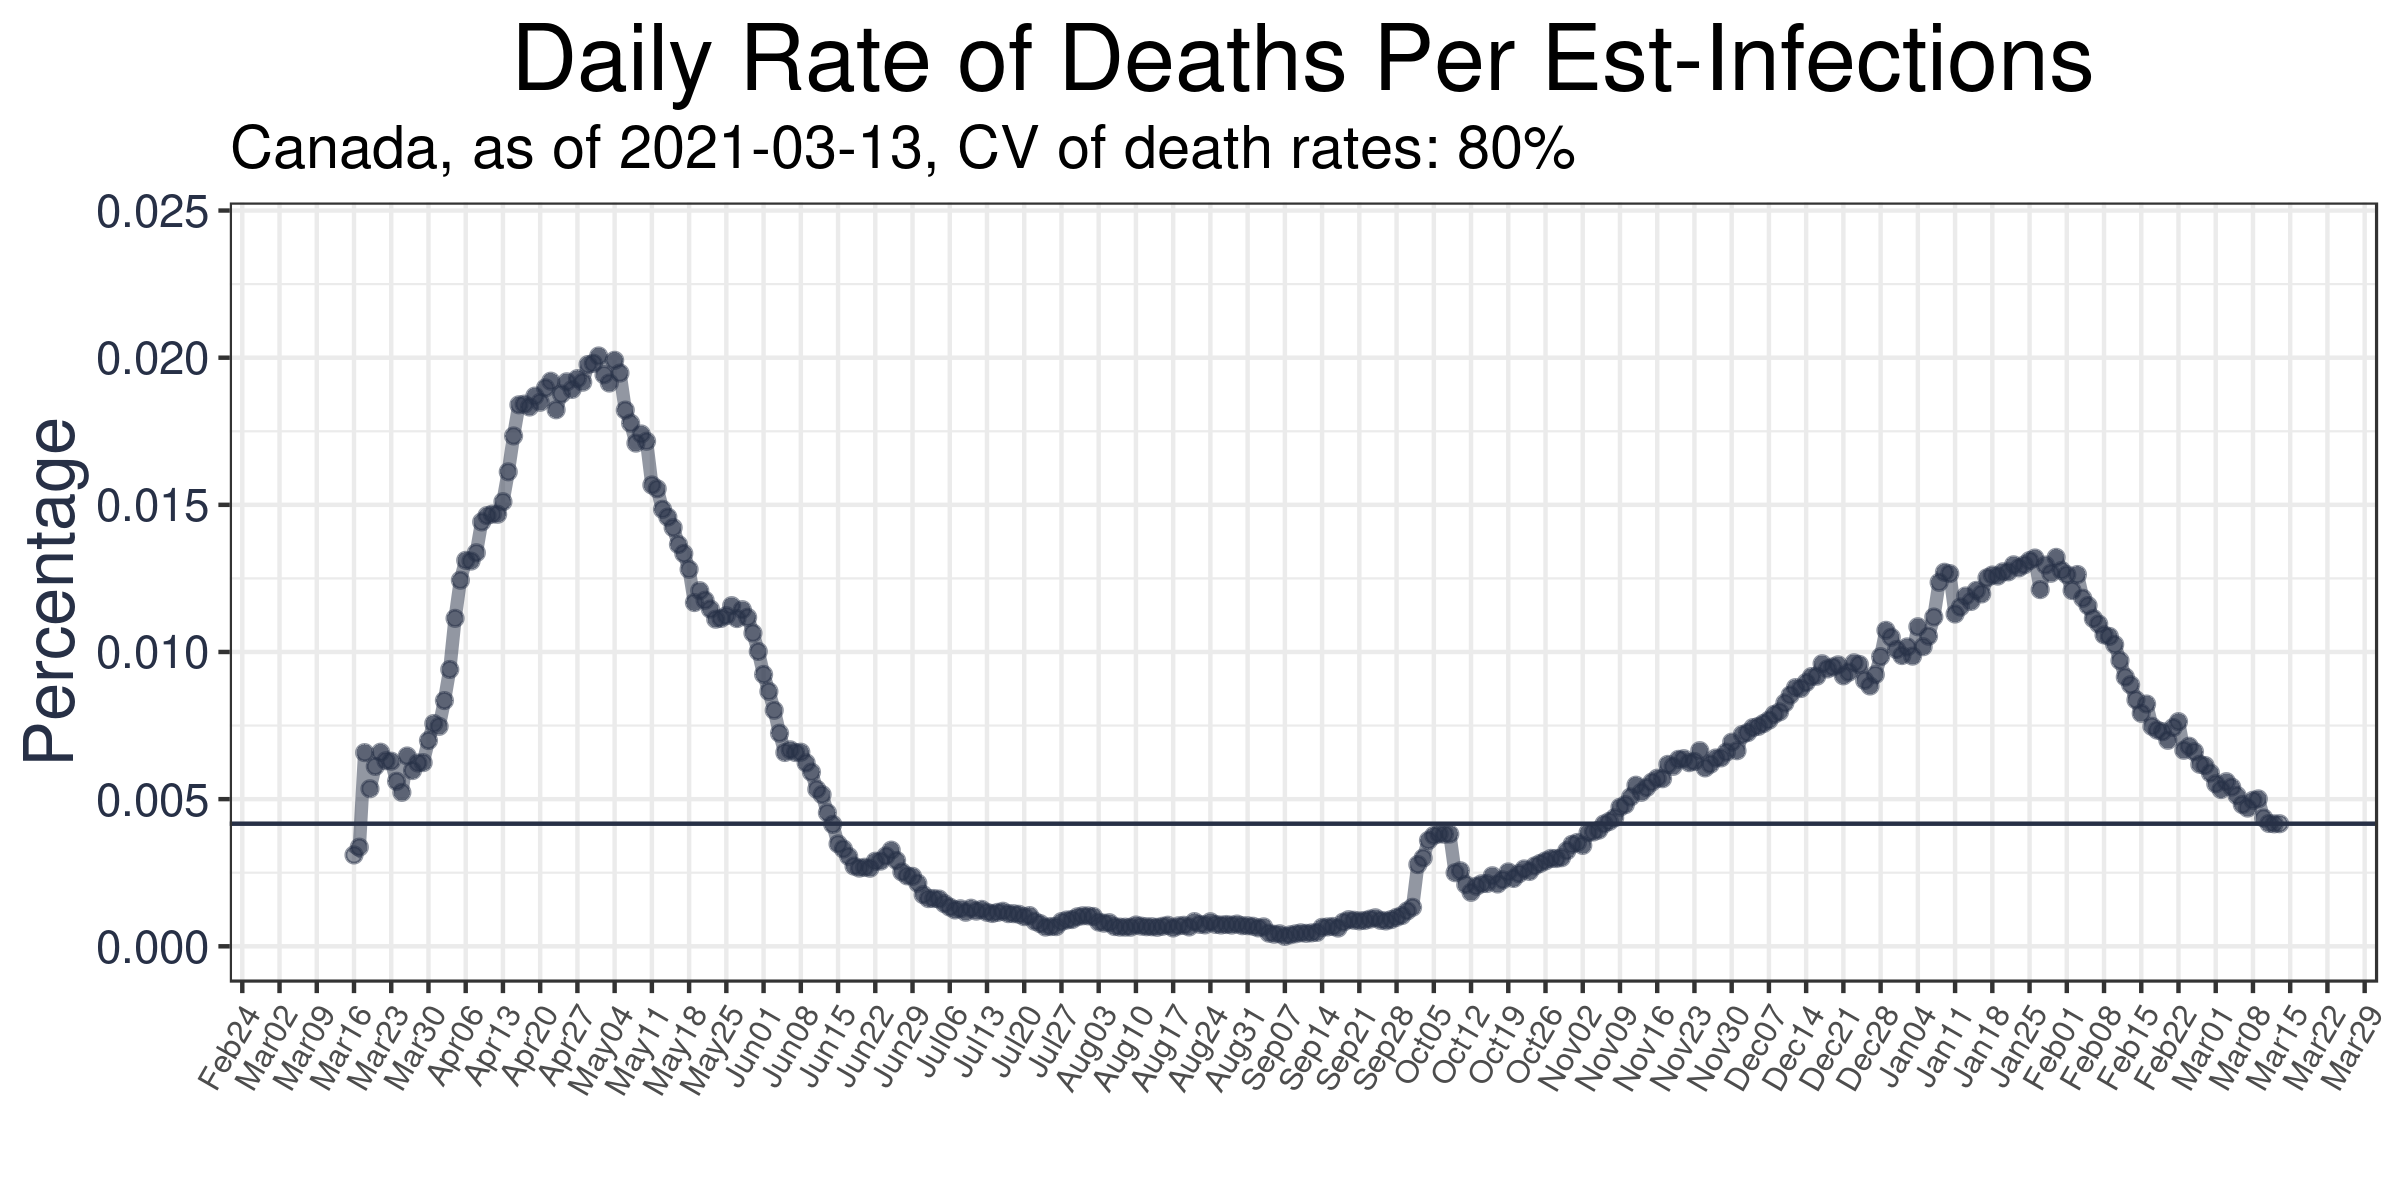 Daily Rate of Deaths Per Est-Infections
Canada, as of 2021-03-13, CV of death rates: 80%
Percentage
0.025
0.020
0.015
0.010
0.005
0.000
Feb24
Mar02
Mar09
Mar16
Mar23
Mar30
Apr06
Apr13
Apr20
Apr27
May04
May11
May18
May25
Jun01
Jun08
Jun15
Jun22
Jun29
Jul06
Jul13
Jul20
Jul27
Aug03
Aug10
Aug17
Aug24
Aug31
Sep07
Sep14
Sep21
Sep28
Oct05
Oct12
Oct19
Oct26
Nov02
Nov09
Nov16
Nov23
Nov30
Dec07
Dec14
Dec21
Dec28
Jan04
Jan11
Jan18
Jan25
Feb01
Feb08
Feb15
Feb22
Mar01
Mar08
Mar15
Mar22
Mar29